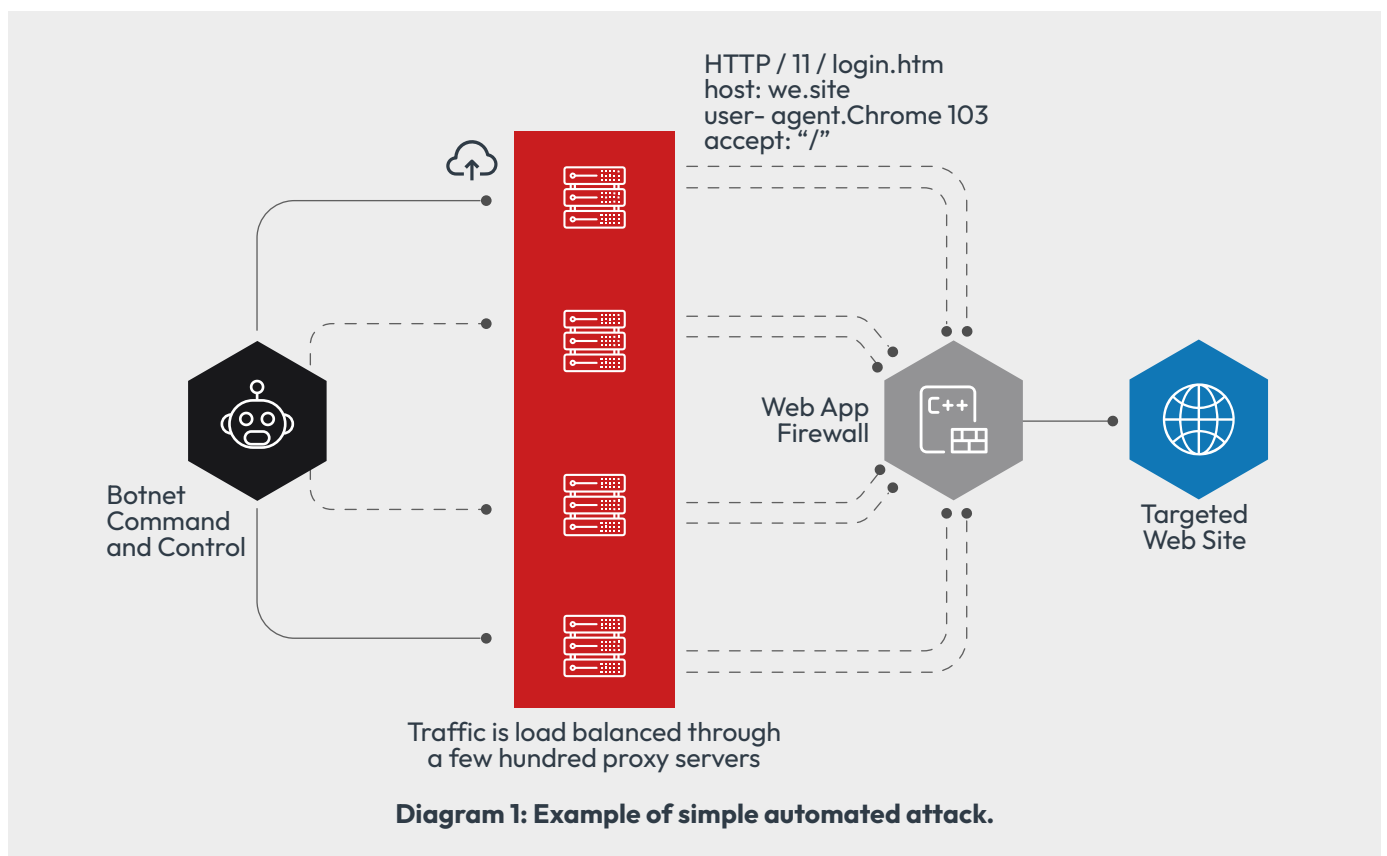 HTTP / 11 / login.htm
host: we.site
user- agent.Chrome 103
accept: “/”
C++
Web App
Firewall
Botnet
Command
and Control
Targeted
Web Site
Traffic is load balanced through
a few hundred proxy servers
Diagram 1: Example of simple automated attack.